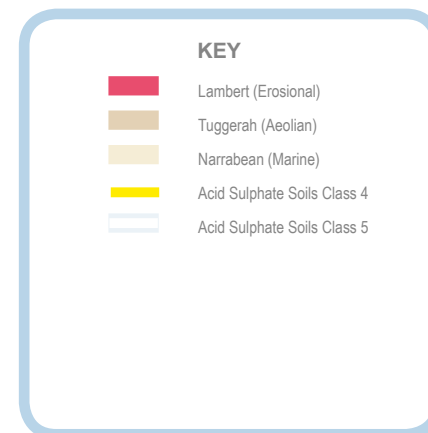 KEY
Lambert (Erosional)
Tuggerah (Aeolian)
Narrabean (Marine)
Acid Sulphate Soils Class 4
Acid Sulphate Soils Class 5